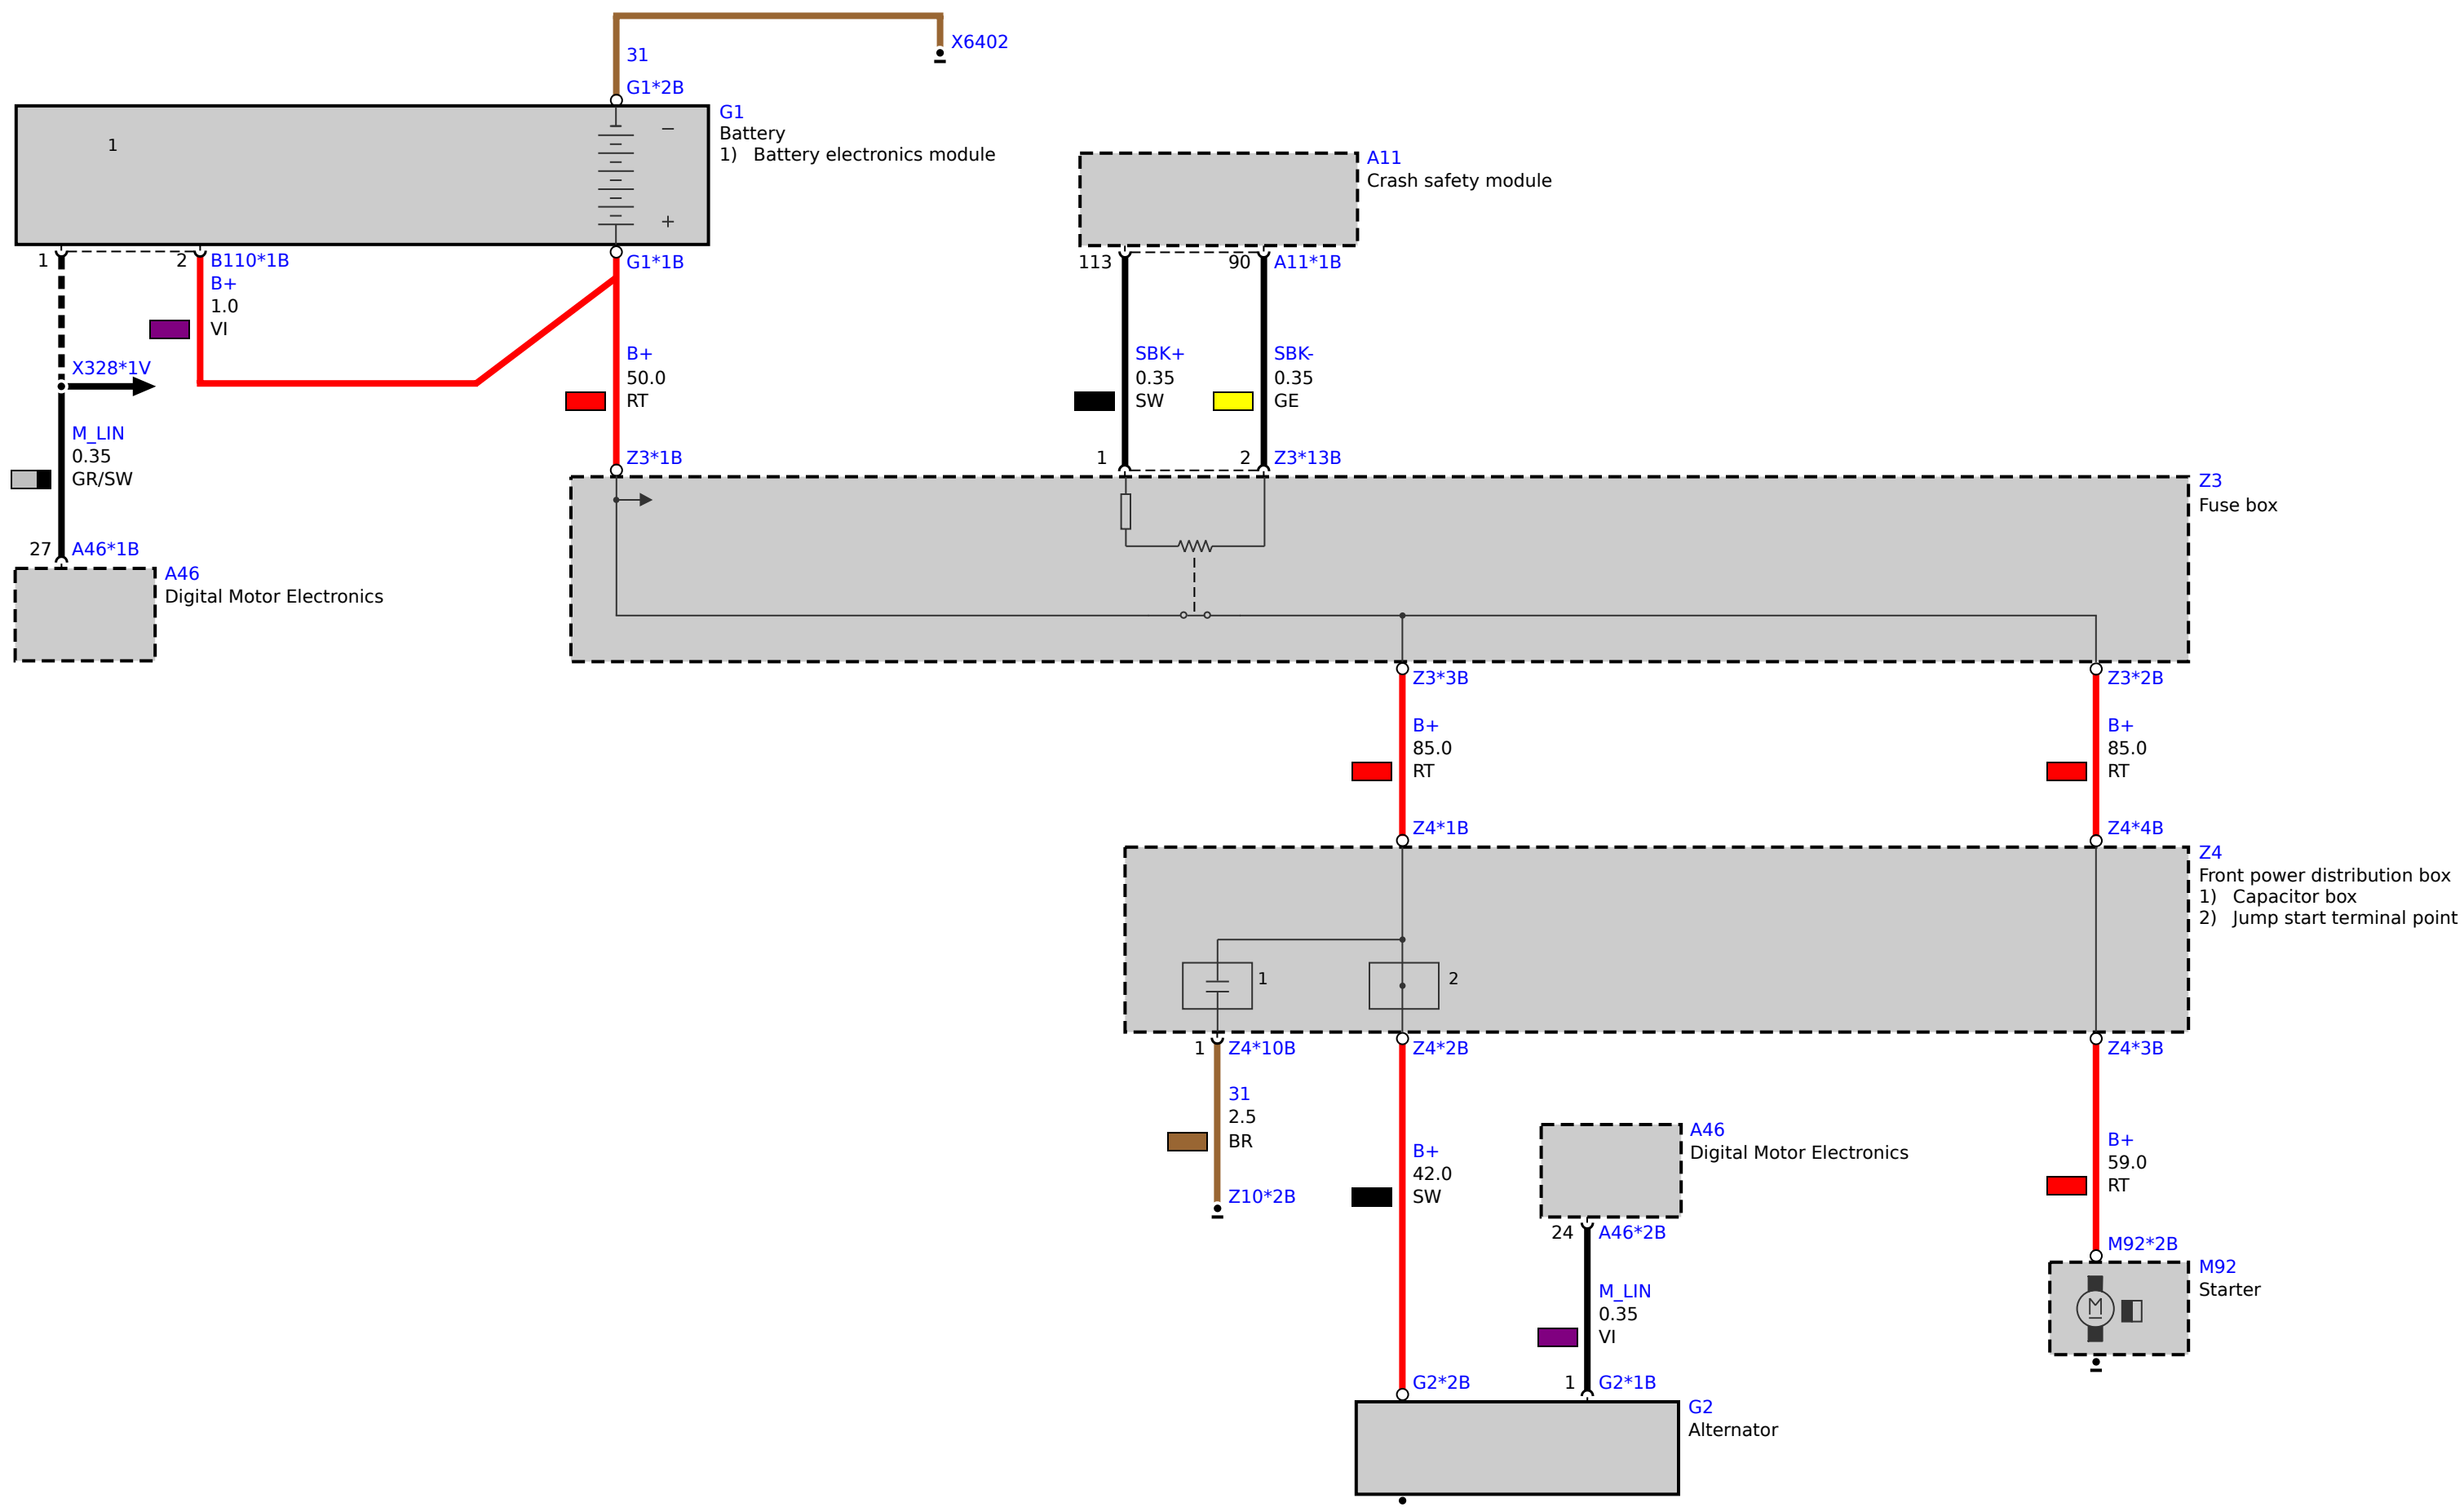 31
X6402
G1*2B
G1
Battery
1) Battery electronics module
1
−
+
A11
Crash safety module
1
2
B110*1B
B+
1.0
VI
G1*1B
113
90
A11*1B
X328*1V
B+
50.0
RT
SBK+
0.35
SW
SBK-
0.35
GE
M_LIN
0.35
GR/SW
Z3*1B
1
2
Z3*13B
Z3
Fuse box
27
A46*1B
A46
Digital Motor Electronics
Z3*3B
Z3*2B
B+
85.0
RT
B+
85.0
RT
Z4*1B
Z4*4B
Z4
Front power distribution box
1) Capacitor box
2) Jump start terminal point
1
2
1
Z4*10B
Z4*2B
Z4*3B
31
2.5
BR
Z10*2B
B+
42.0
SW
A46
Digital Motor Electronics
B+
59.0
RT
24
A46*2B
M92*2B
M92
Starter
M
M_LIN
0.35
VI
G2*2B
1
G2*1B
G2
Alternator